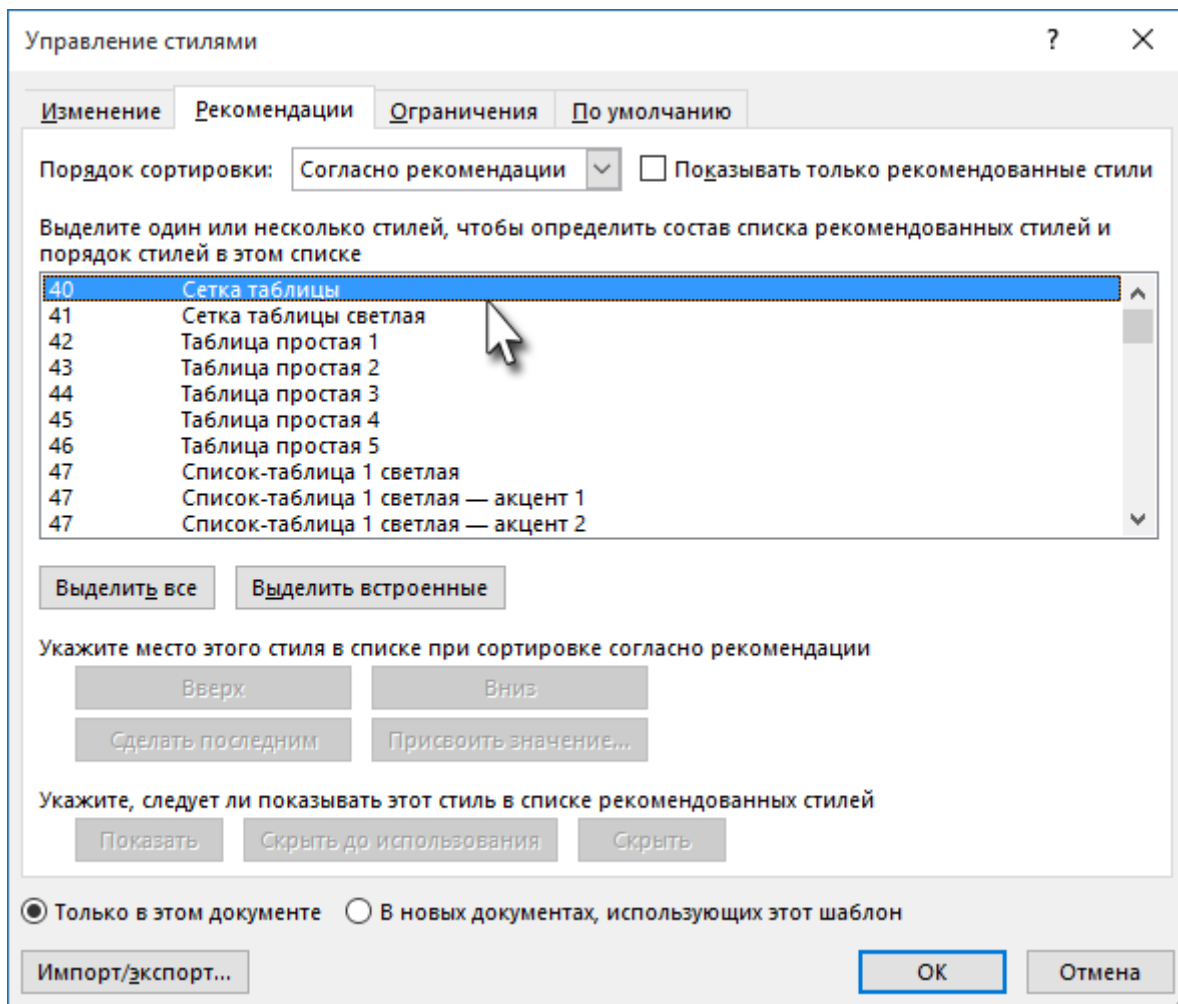 Управление стилями ?
Изменение Рекомендации Ограничения По умолчанию
Порядок сортировки: Согласно рекомендации Показывать только рекомендованные стили
Выделите один или несколько стилей, чтобы определить состав списка рекомендованных стилей и
порядок стилей в этом списке
40 Сетка таблицы
41 Сетка таблицы светлая
42 Таблица простая 1
43 Таблица простая 2
44 Таблица простая 3
45 Таблица простая 4
46 Таблица простая 5
47 Список-таблица 1 светлая
47 Список-таблица 1 светлая — акцент 1
47 Список-таблица 1 светлая — акцент 2
Выделить все Выделить встроенные
Укажите место этого стиля в списке при сортировке согласно рекомендации
Вверх Вниз
Сделать последним Присвоить значение...
Укажите, следует ли показывать этот стиль в списке рекомендованных стилей
Показать Скрыть до использования Скрыть
Только в этом документе В новых документах, использующих этот шаблон
Импорт/экспорт... ОК Отмена